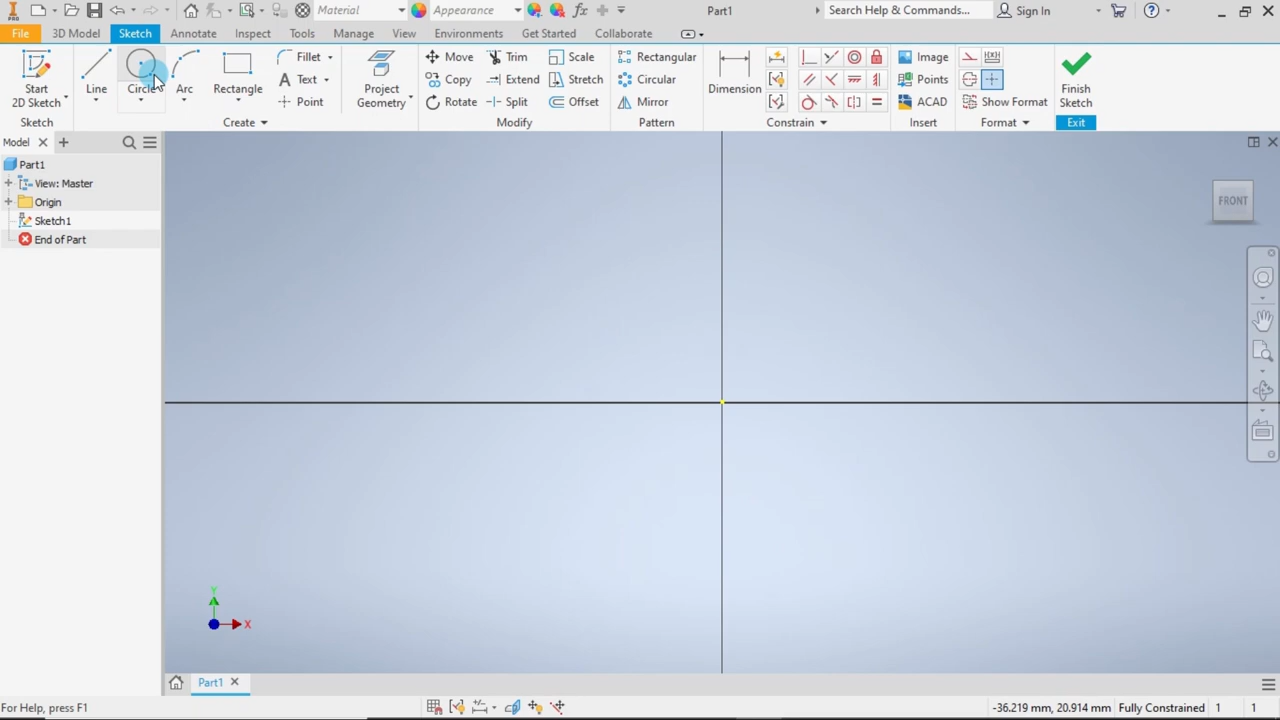 PRO
Material
Appearance
Part1
Search Help & Commands...
Sign In
File
3D Model
Sketch
Annotate
Inspect
Tools
Manage
View
Environments
Get Started
Collaborate
Start
2D Sketch
Line
Circle
Arc
Rectangle
Fillet
Text
Point
Project
Geometry
Move
Copy
Rotate
Trim
Extend
Split
Scale
Stretch
Offset
Rectangular
Circular
Mirror
Dimension
Image
Points
ACAD
Show Format
Finish
Sketch
Sketch
Create
Modify
Pattern
Constrain
Insert
Format
Exit
Model
Part1
View: Master
Origin
Sketch1
End of Part
FRONT
Y
X
Part1
For Help, press F1
-36.219 mm, 20.914 mm
Fully Constrained
1
1